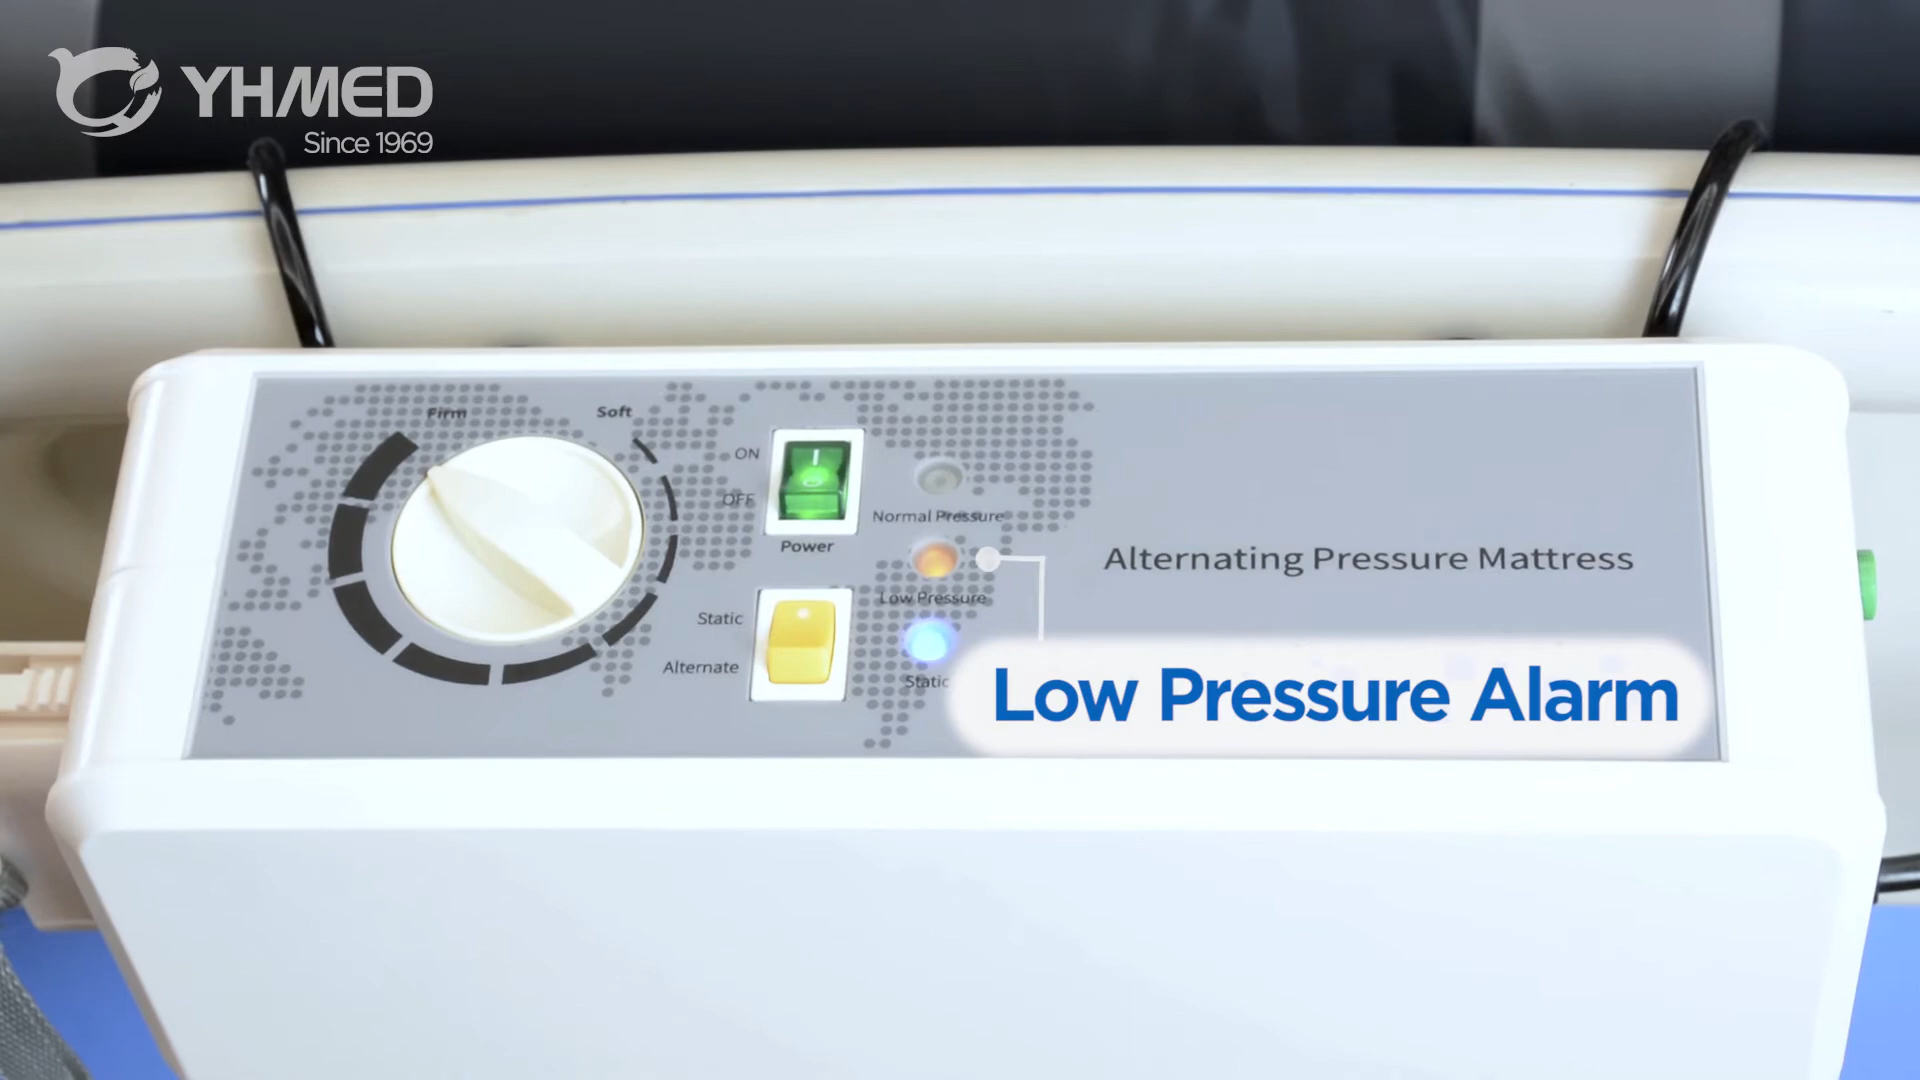 YHMED
Since 1969
Firm
Soft
ON
OFF
Power
Normal Pressure
Low Pressure
Static
Alternate
Static
Alternating Pressure Mattress
Low Pressure Alarm